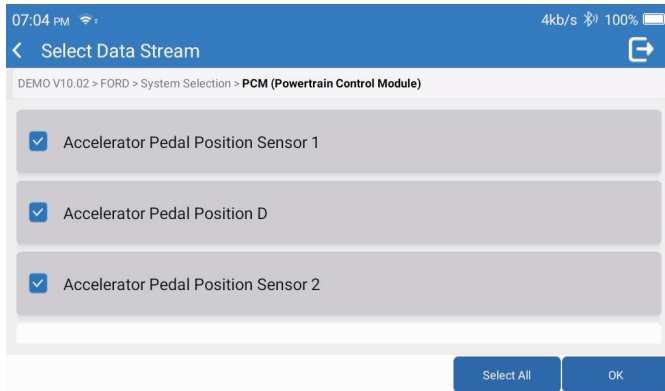 07:04 PM 4kb/s 100%
Select Data Stream
DEMO V10.02 > FORD > System Selection > PCM (Powertrain Control Module)
Accelerator Pedal Position Sensor 1
Accelerator Pedal Position D
Accelerator Pedal Position Sensor 2
Select All OK